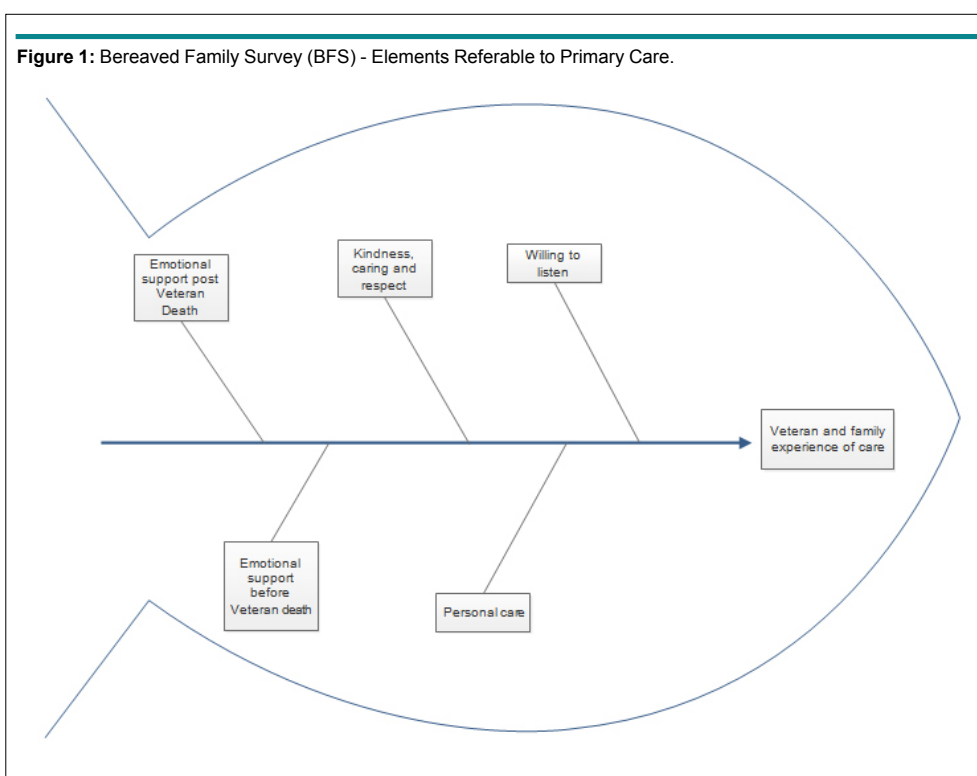 Figure 1: Bereaved Family Survey (BFS) - Elements Referable to Primary Care.
Emotional
support post
Veteran
Death
Kindness,
caring and
respect
Willing to
listen
Veteran and family
experience of care
Emotional
support
before
Veteran death
Personal care